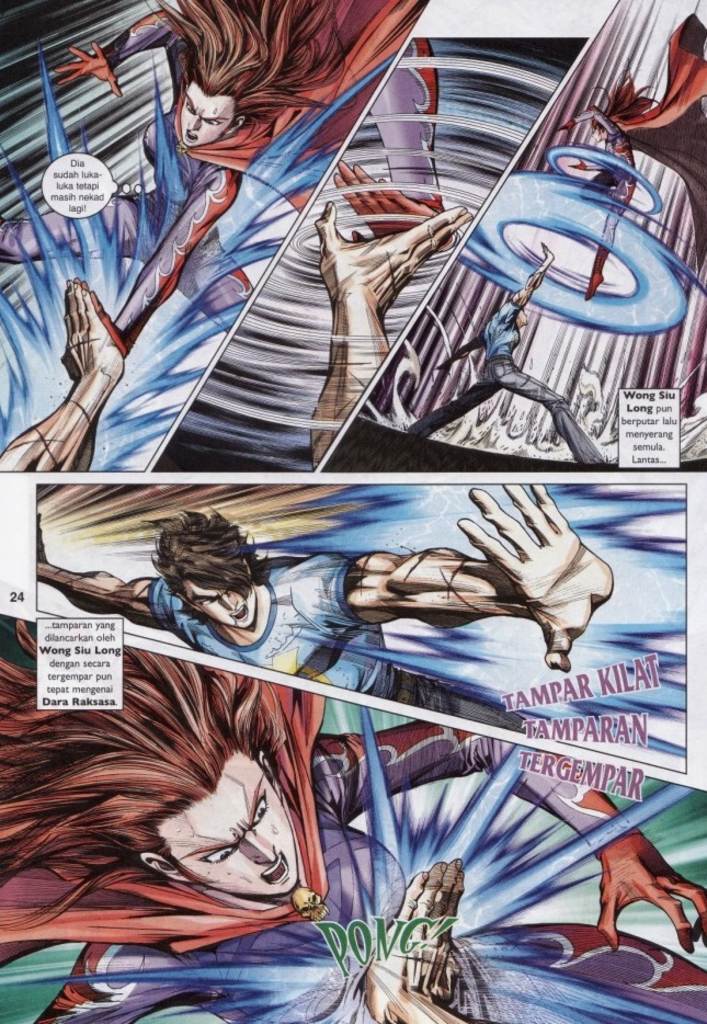 Dia
sudah luka-
luka tetapi
masih nekad
lagi!
Wong Siu
Long pun
berputar lalu
menyerang
semula.
Lantas...
24
...tamparan yang
dilancarkan oleh
Wong Siu Long
dengan secara
tergempar pun
tepat mengenai
Dara Raksasa.
TAMPAR KILAT
TAMPARAN
TERGEMPAR
PONG!